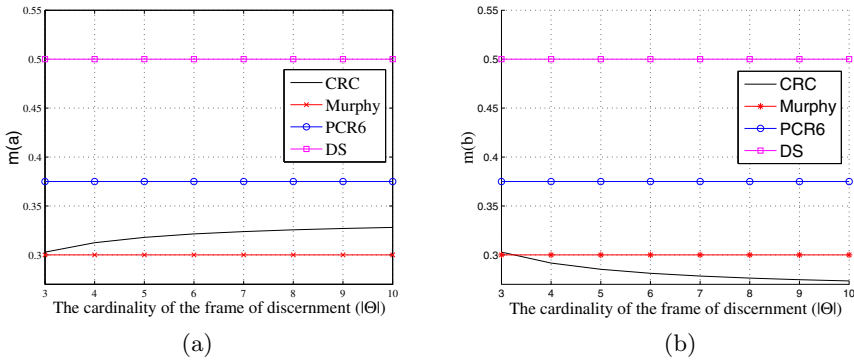 0.55
0.5
0.45
0.4
0.35
0.3
m(a)
CRC
Murphy
PCR6
DS
3 4 5 6 7 8 9 10
The cardinality of the frame of discernment (|Θ|)
(a)
0.55
0.5
0.45
0.4
0.35
0.3
m(b)
CRC
Murphy
PCR6
DS
3 4 5 6 7 8 9 10
The cardinality of the frame of discernment (|Θ|)
(b)